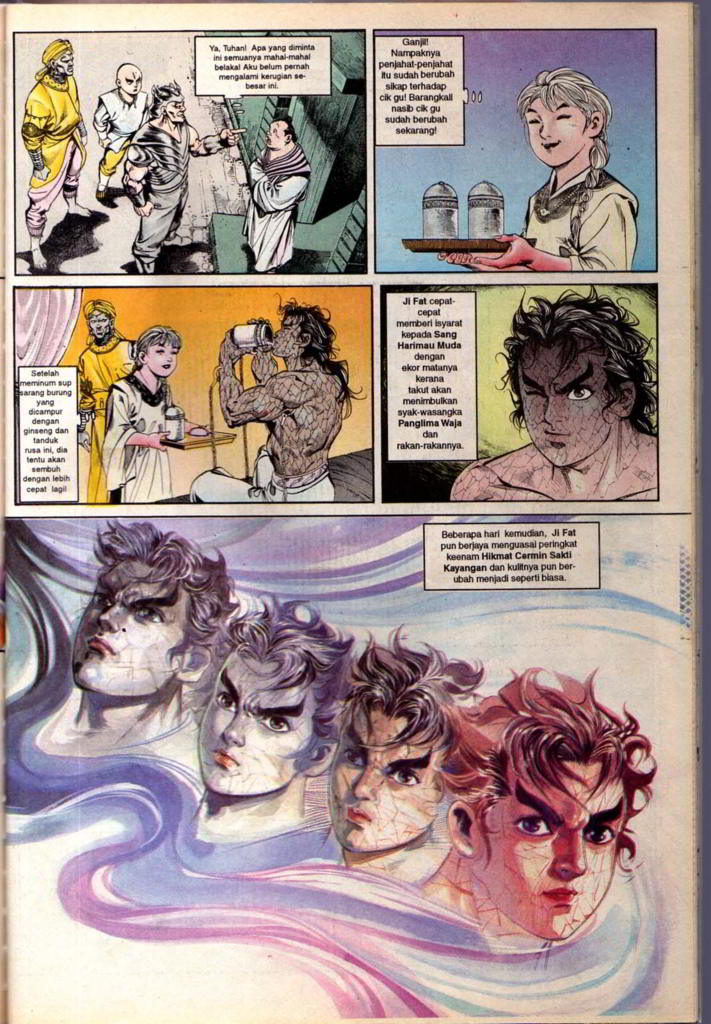 Ya, Tuhan! Apa yang diminta
ini semuanya mahal-mahal
belaka! Aku belum pernah
mengalami kerugian se-
besar ini.
Ganjil!
Nampaknya
penjahat-penjahat
itu sudah berubah
sikap terhadap
cik gu! Barangkali
nasib cik gu
sudah berubah
sekarang!
Setelah
meminum sup
sarang burung
yang
dicampur
dengan
ginseng dan
tanduk
rusa ini, dia
tentu akan
sembuh
dengan lebih
cepat lagi!
Ji Fat cepat-
cepat
memberi isyarat
kepada Sang
Harimau Muda
dengan
ekor matanya
kerana
takut akan
menimbulkan
syak-wasangka
Panglima Waja
dan
rakan-rakannya.
Beberapa hari kemudian, Ji Fat
pun berjaya menguasai peringkat
keenam Hikmat Cermin Sakti
Kayangan dan kulitnya pun ber-
ubah menjadi seperti biasa.